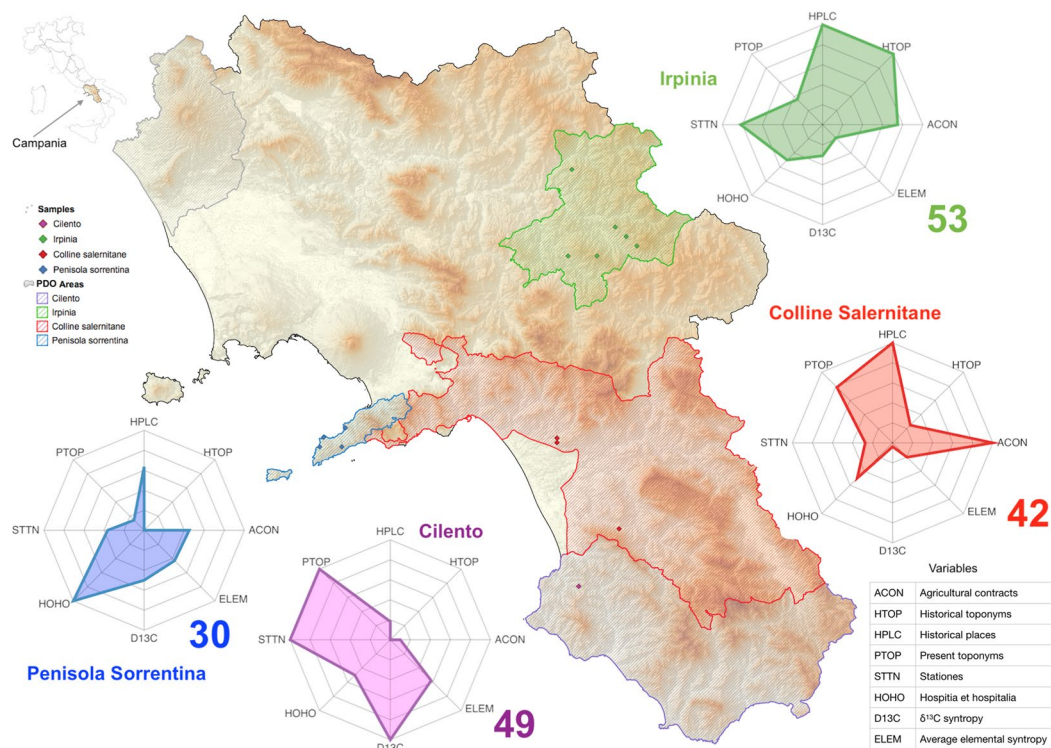 Campania
Samples
Cilento
Irpinia
Colline salernitane
Penisola sorrentina
PDO Areas
Cilento
Irpinia
Colline salernitane
Penisola sorrentina
Irpinia
HPLC
HTOP
ACON
ELEM
D13C
HOHO
STTN
PTOP
53
Colline Salernitane
HPLC
HTOP
ACON
ELEM
D13C
HOHO
STTN
PTOP
42
HPLC
HTOP
ACON
ELEM
D13C
HOHO
STTN
PTOP
30
Penisola Sorrentina
Cilento
HPLC
HTOP
ACON
ELEM
D13C
HOHO
STTN
PTOP
49
Variables
ACON Agricultural contracts
HTOP Historical toponyms
HPLC Historical places
PTOP Present toponyms
STTN Stationes
HOHO Hospitia et hospitalia
D13C δ¹³C syntropy
ELEM Average elemental syntropy